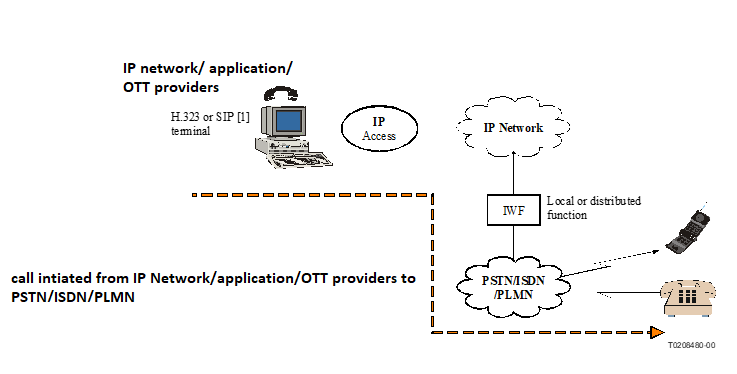 IP network/ application/
OTT providers
H.323 or SIP [1]
terminal
IP
Access
IP Network
IWF
Local or distributed
function
call intiated from IP Network/application/OTT providers to
PSTN/ISDN/PLMN
PSTN/ISDN
/PLMN
T0208480-00